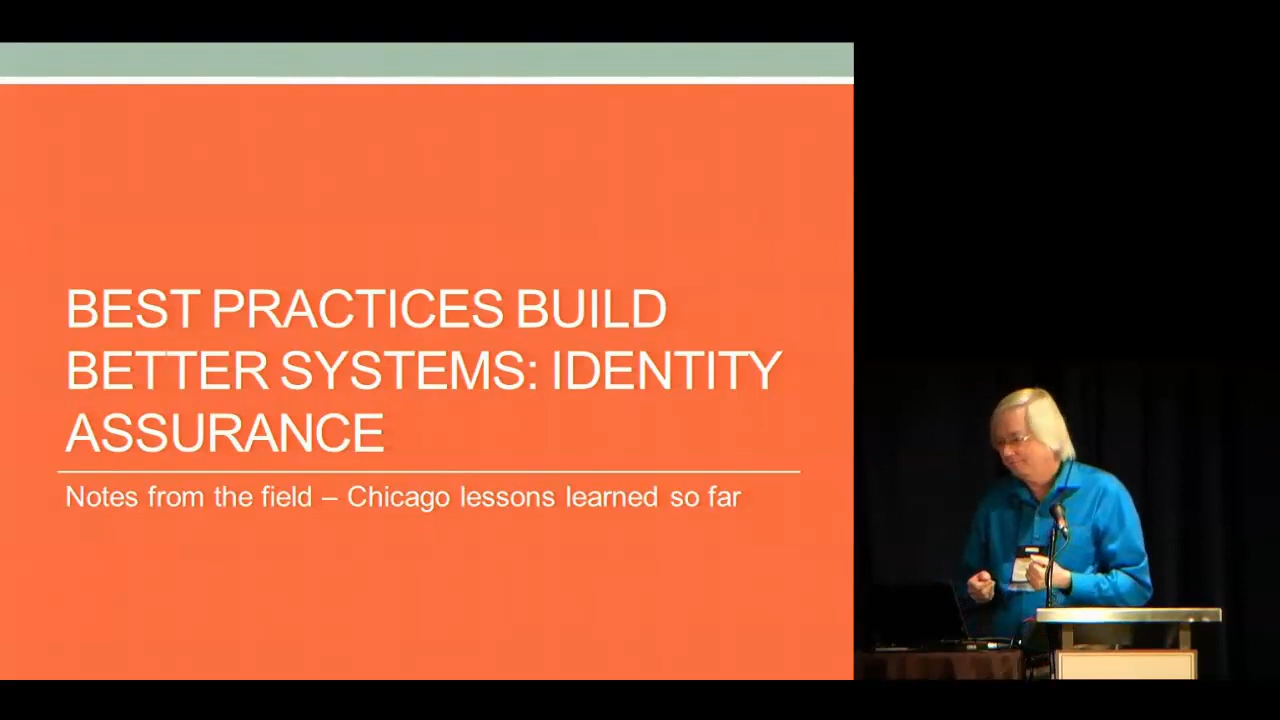 BEST PRACTICES BUILD
BETTER SYSTEMS: IDENTITY
ASSURANCE
Notes from the field – Chicago lessons learned so far